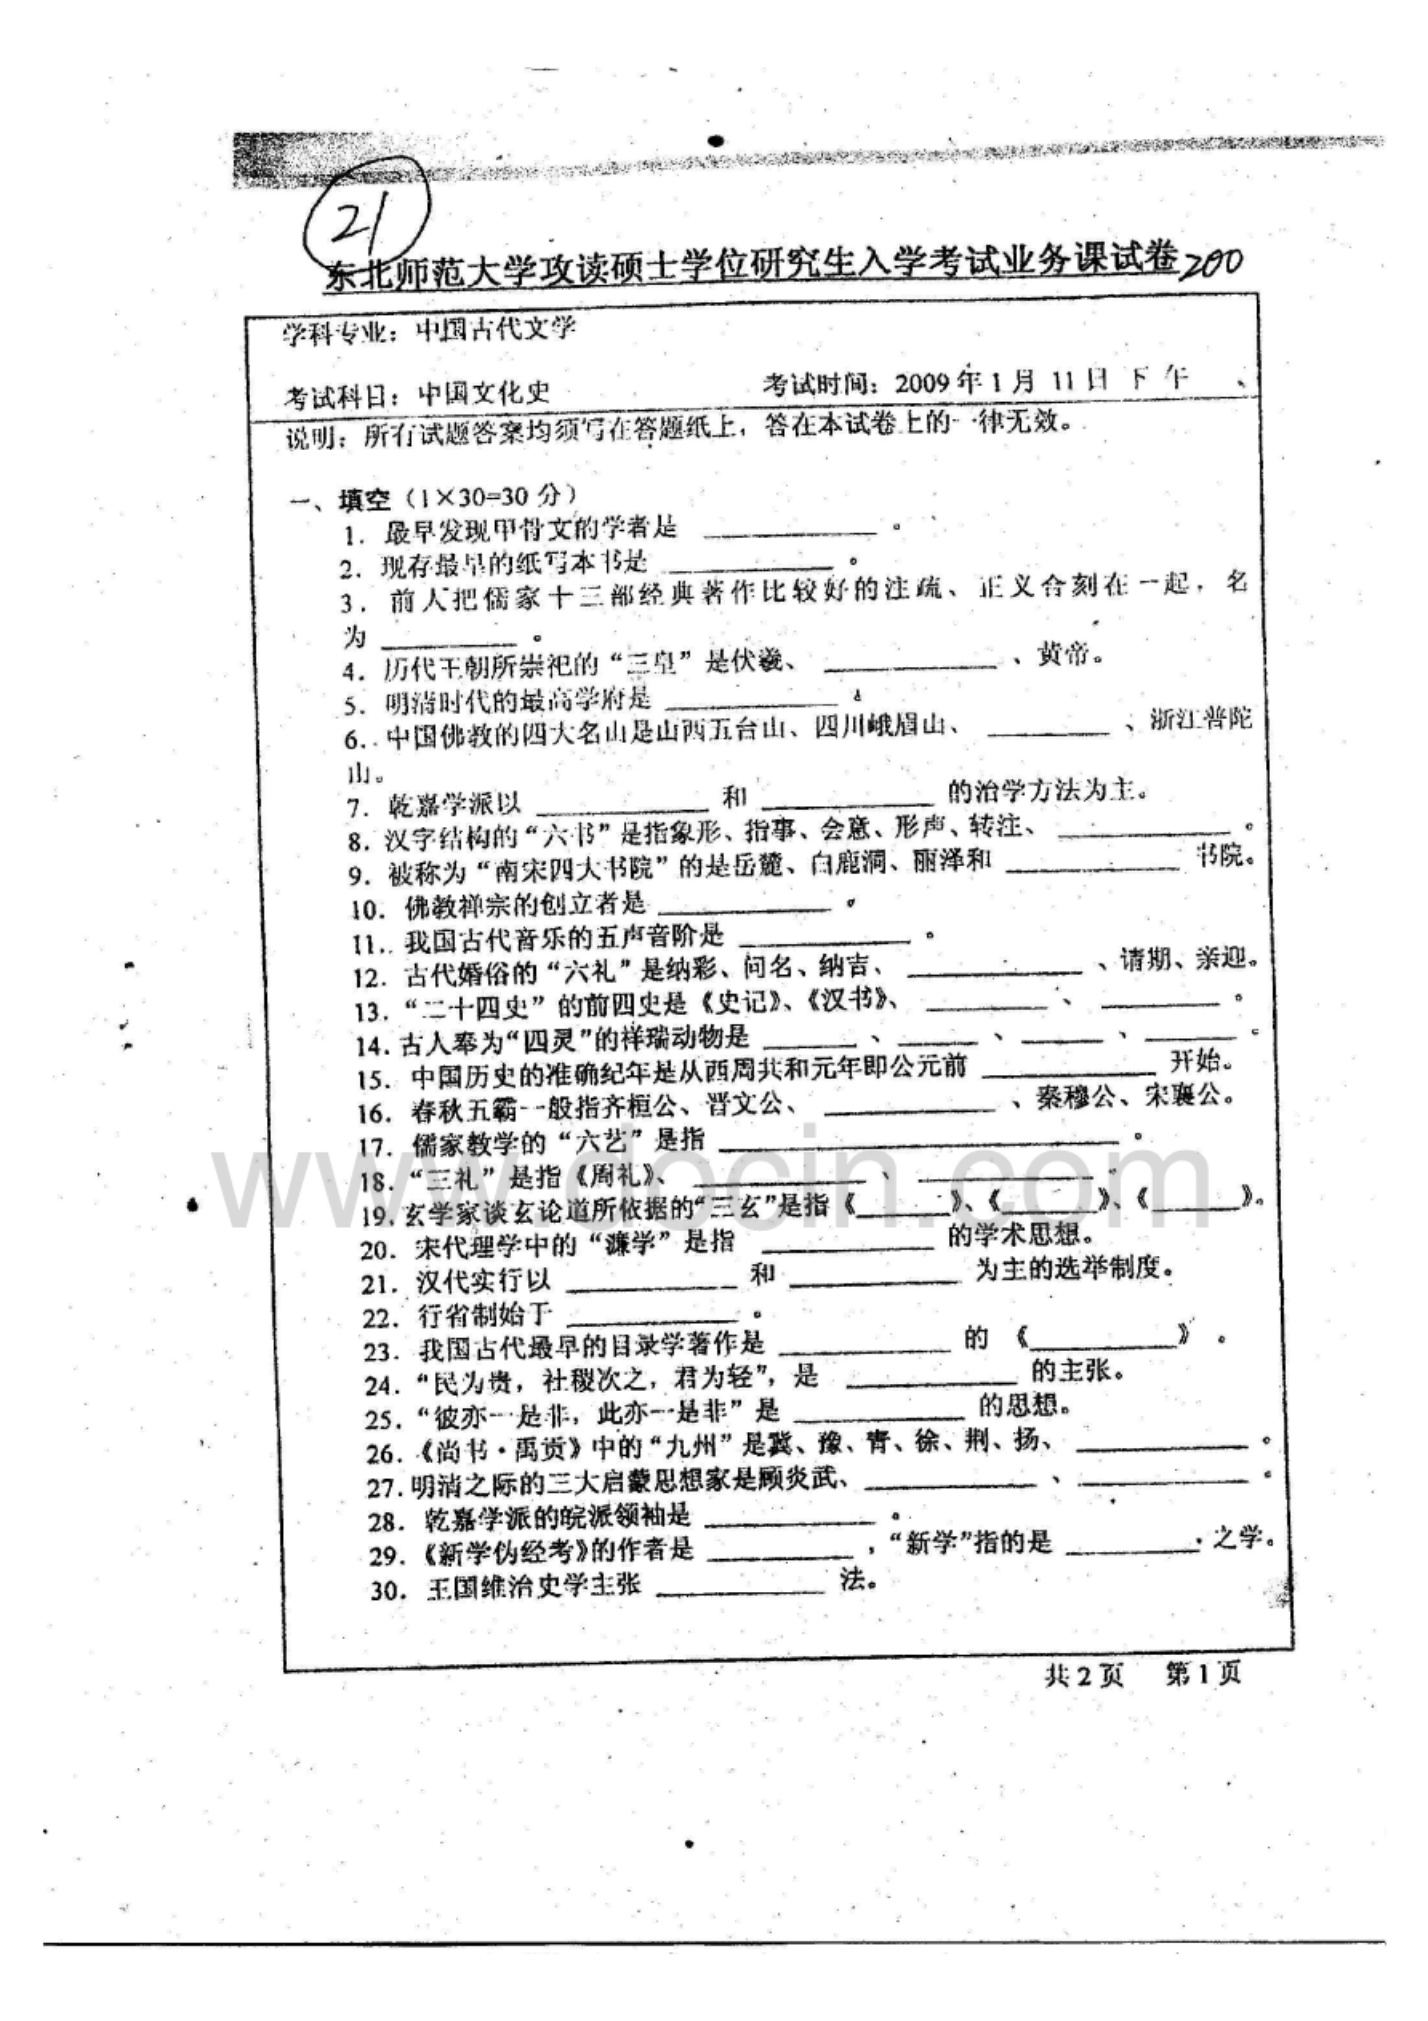 21
东北师范大学攻读硕士学位研究生入学考试业务课试卷200
学科专业：中国古代文学
考试科目：中国文化史 考试时间：2009年1月11日下午
说明：所有试题答案均须写在答题纸上，答在本试卷上的一律无效。
一、填空（1×30=30分）
1．最早发现甲骨文的学者是 ________ 。
2．现存最早的纸写本书是 ________ 。
3．前人把儒家十三部经典著作比较好的注疏、正义合刻在一起，名
为 ________ 。
4．历代王朝所崇祀的“三皇”是伏羲、 ________ 、黄帝。
5．明清时代的最高学府是 ________ 。
6．中国佛教的四大名山是山西五台山、四川峨眉山、 ________ 、浙江普陀
山。
7．乾嘉学派以 ________ 和 ________ 的治学方法为主。
8．汉字结构的“六书”是指象形、指事、会意、形声、转注、 ________ 。
9．被称为“南宋四大书院”的是岳麓、白鹿洞、丽泽和 ________ 书院。
10．佛教禅宗的创立者是 ________ 。
11．我国古代音乐的五声音阶是 ________ 。
12．古代婚俗的“六礼”是纳彩、问名、纳吉、 ________ 、请期、亲迎。
13．“二十四史”的前四史是《史记》、《汉书》、 ________ 、 ________ 。
14．古人奉为“四灵”的祥瑞动物是 ________ 、 ________ 、 ________ 、 ________ 。
15．中国历史的准确纪年是从西周共和元年即公元前 ________ 开始。
16．春秋五霸一般指齐桓公、晋文公、 ________ 、秦穆公、宋襄公。
17．儒家教学的“六艺”是指 ________ 。
18．“三礼”是指《周礼》、 ________ 、 ________ 。
19．玄学家谈玄论道所依据的“三玄”是指《________》、《________》、《________》。
20．宋代理学中的“濂学”是指 ________ 的学术思想。
21．汉代实行以 ________ 和 ________ 为主的选举制度。
22．行省制始于 ________ 。
23．我国古代最早的目录学著作是 ________ 的 《________》 。
24．“民为贵，社稷次之，君为轻”，是 ________ 的主张。
25．“彼亦一是非，此亦一是非”是 ________ 的思想。
26．《尚书·禹贡》中的“九州”是冀、豫、青、徐、荆、扬、 ________ 。
27．明清之际的三大启蒙思想家是顾炎武、 ________ 、 ________ 。
28．乾嘉学派的皖派领袖是 ________ 。
29．《新学伪经考》的作者是 ________ ，“新学”指的是 ________ 之学。
30．王国维治史学主张 ________ 法。
共2页 第1页
www.docin.com